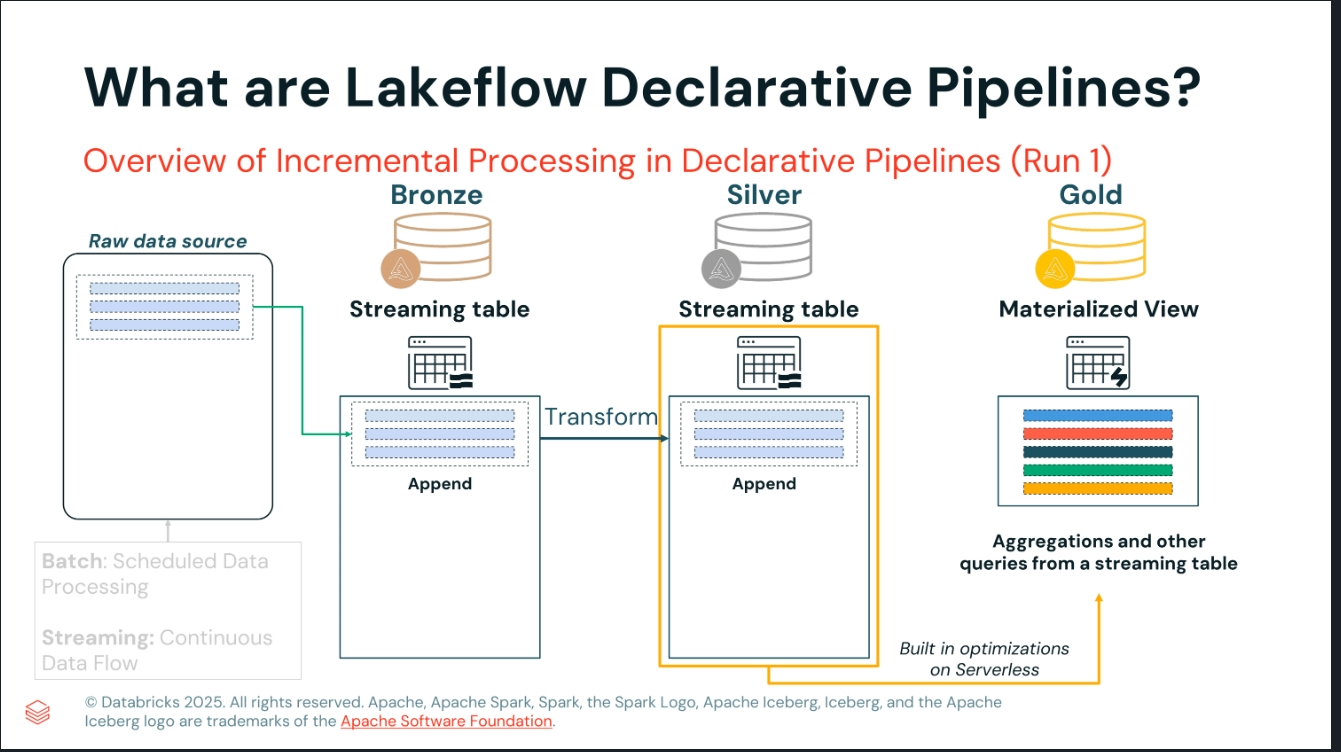 What are Lakeflow Declarative Pipelines?
Overview of Incremental Processing in Declarative Pipelines (Run 1)
Bronze
Silver
Gold
Raw data source
Streaming table
Streaming table
Materialized View
Transform
Append
Append
Aggregations and other
queries from a streaming table
Batch: Scheduled Data
Processing
Streaming: Continuous
Data Flow
Built in optimizations
on Serverless
© Databricks 2025. All rights reserved. Apache, Apache Spark, Spark, the Spark Logo, Apache Iceberg, Iceberg, and the Apache
Iceberg logo are trademarks of the Apache Software Foundation.